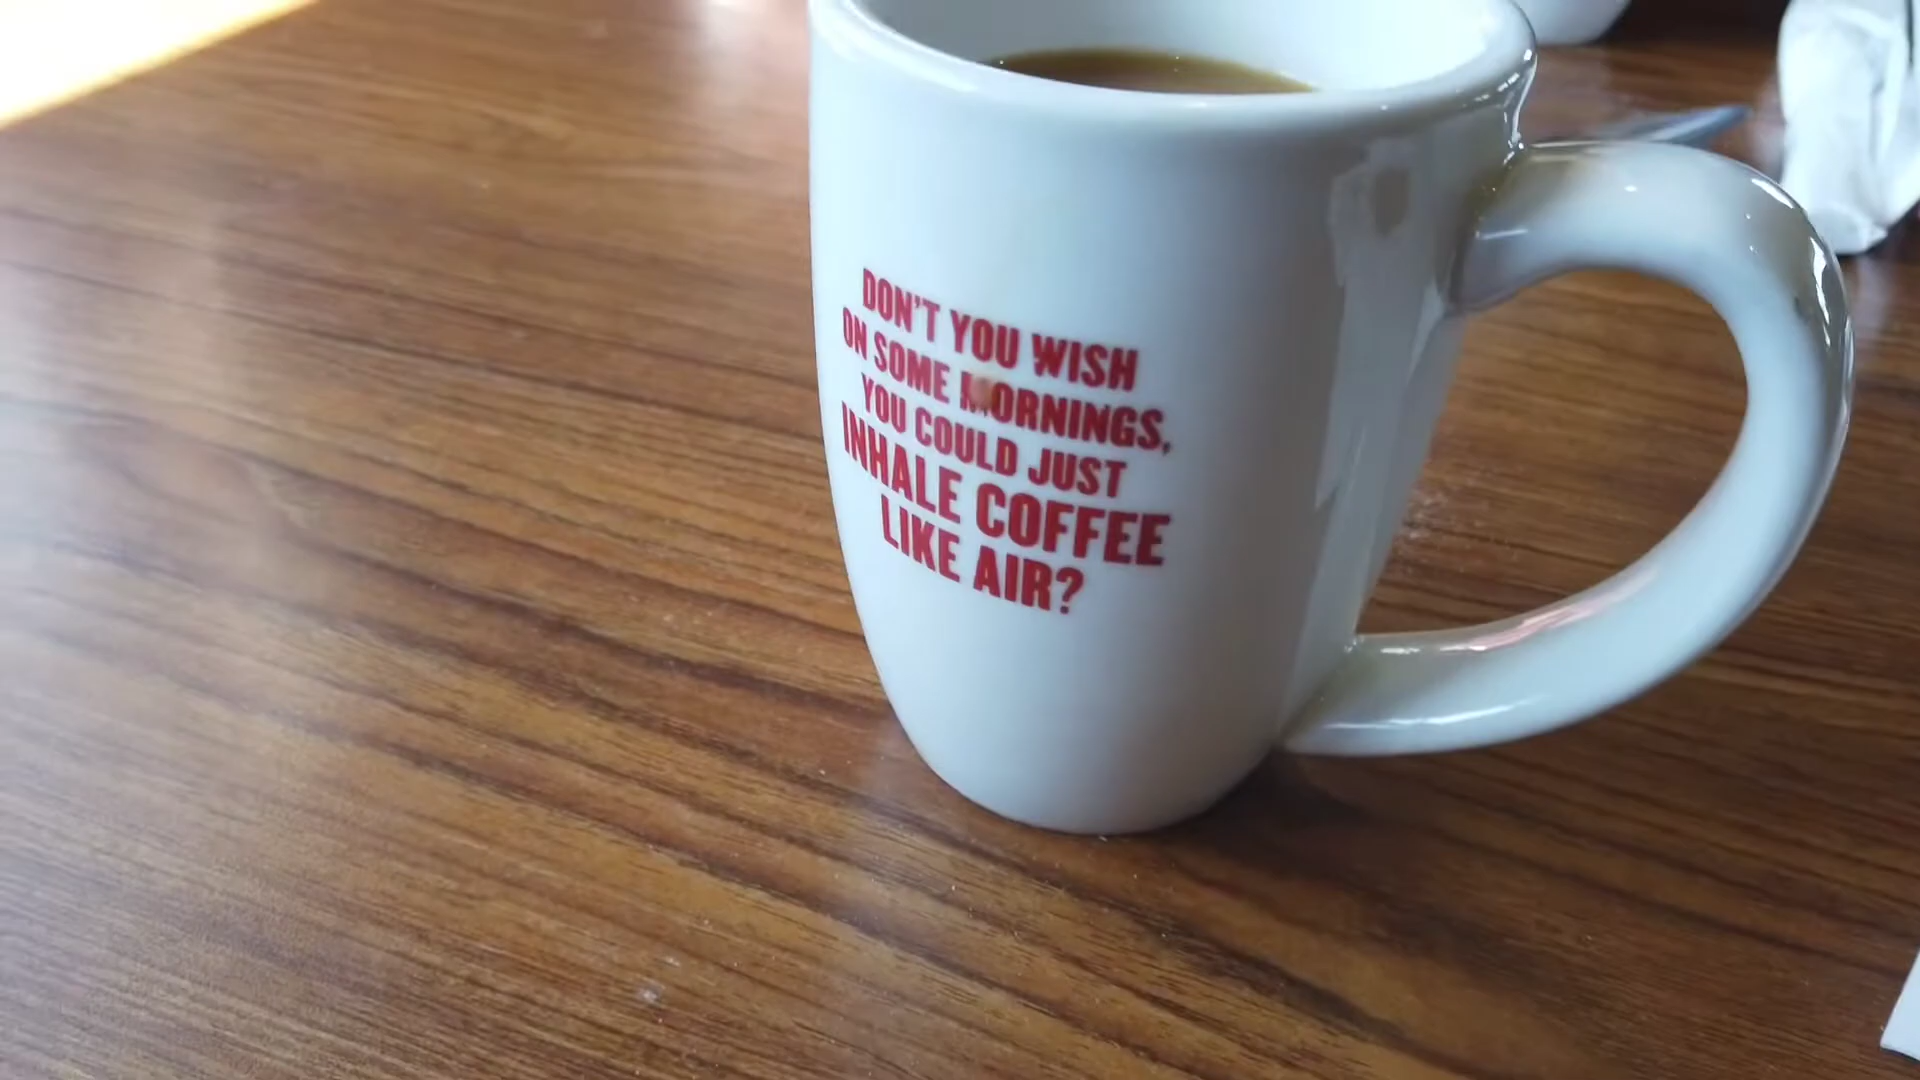 DON'T YOU WISH
ON SOME MORNINGS,
YOU COULD JUST
INHALE COFFEE
LIKE AIR?